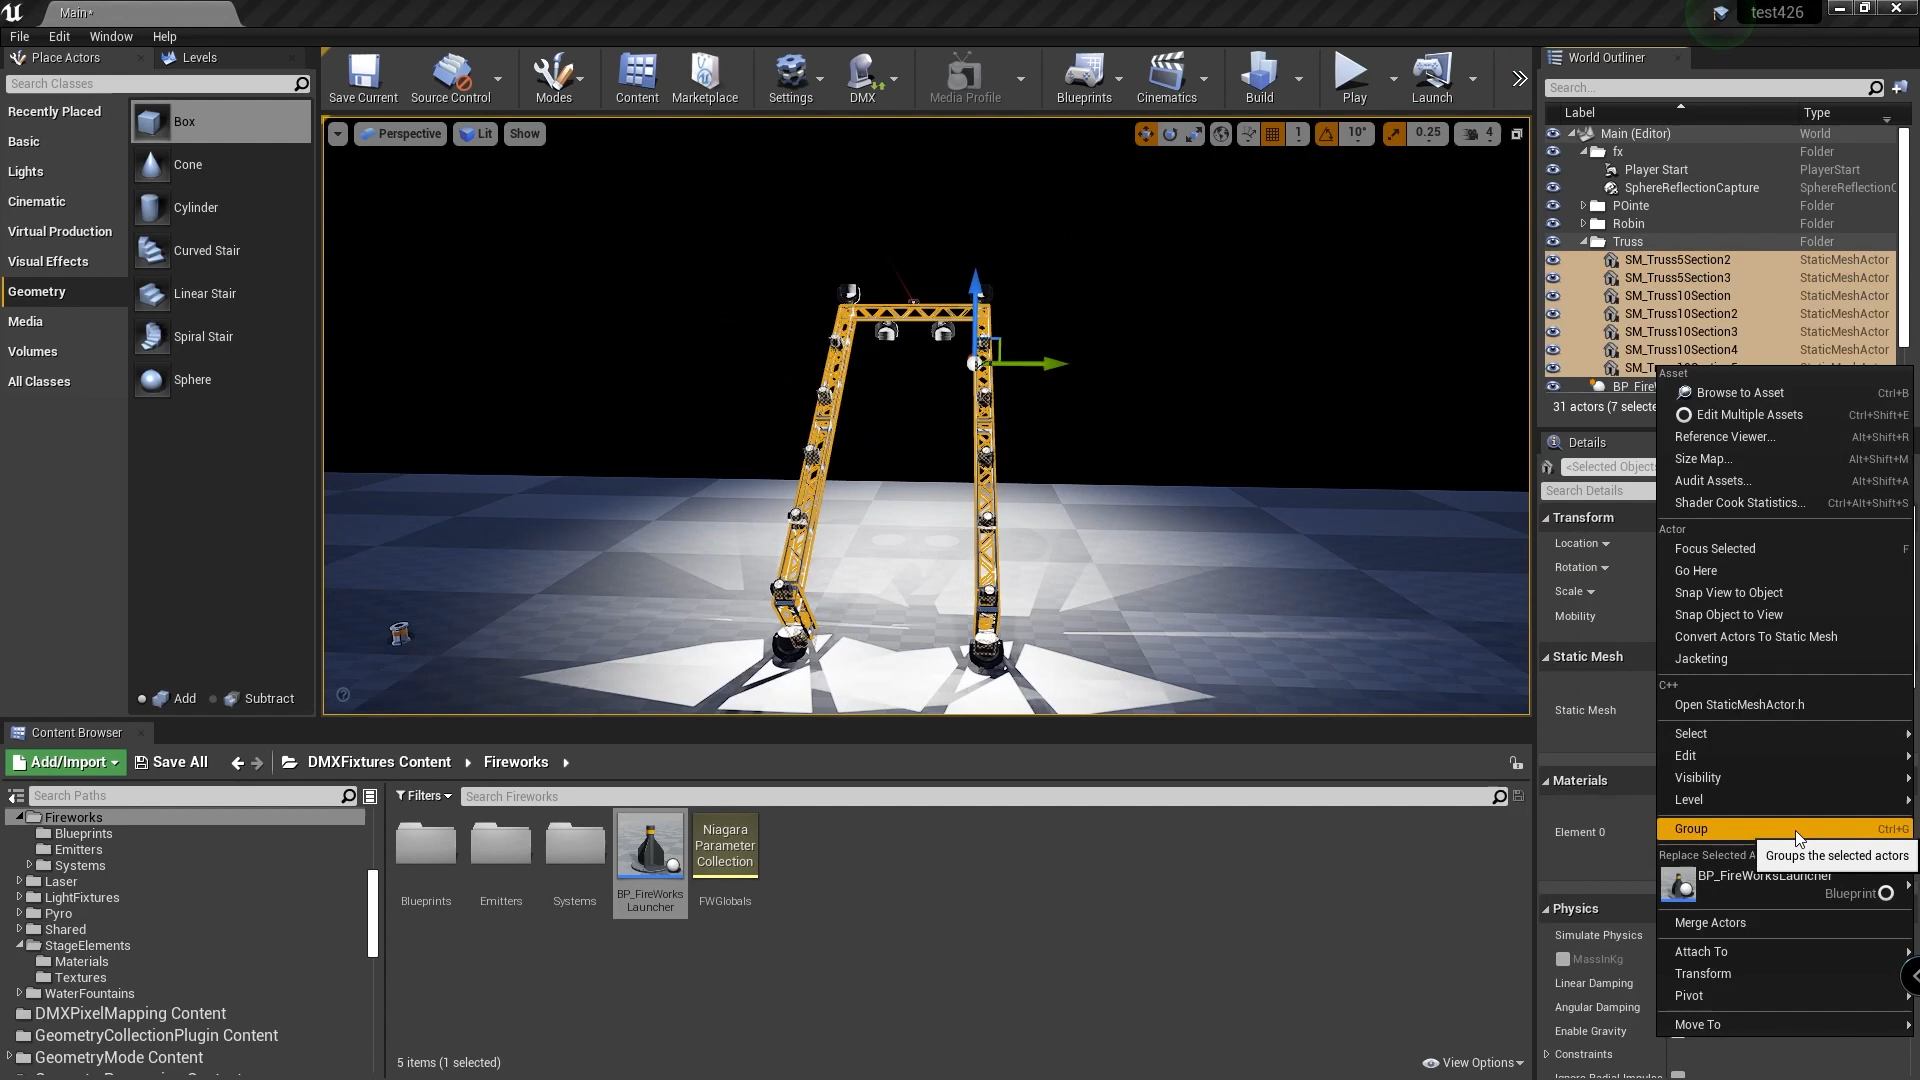 Main*
test426
File Edit Window Help
Place Actors
Levels
Search Classes
Recently Placed
Basic
Lights
Cinematic
Virtual Production
Visual Effects
Geometry
Media
Volumes
All Classes
Box
Cone
Cylinder
Curved Stair
Linear Stair
Spiral Stair
Sphere
Add Subtract
Save Current
Source Control
Modes
Content
Marketplace
Settings
DMX
Media Profile
Blueprints
Cinematics
Build
Play
Launch
Perspective
Lit
Show
1
10°
0.25
4
World Outliner
Search...
Label Type
Main (Editor) World
fx Folder
Player Start PlayerStart
SphereReflectionCapture SphereReflectionC
POinte Folder
Robin Folder
Truss Folder
SM_Truss5Section2 StaticMeshActor
SM_Truss5Section3 StaticMeshActor
SM_Truss10Section StaticMeshActor
SM_Truss10Section2 StaticMeshActor
SM_Truss10Section3 StaticMeshActor
SM_Truss10Section4 StaticMeshActor
BP_FireW
31 actors (7 selecte
Details
<Selected Object
Search Details
Transform
Location
Rotation
Scale
Mobility
Static Mesh
Static Mesh
Materials
Element 0
Physics
Simulate Physics
MassInKg
Linear Damping
Angular Damping
Enable Gravity
Constraints
Asset
Browse to Asset Ctrl+B
Edit Multiple Assets Ctrl+Shift+E
Reference Viewer... Alt+Shift+R
Size Map... Alt+Shift+M
Audit Assets... Alt+Shift+A
Shader Cook Statistics... Ctrl+Alt+Shift+S
Actor
Focus Selected F
Go Here
Snap View to Object
Snap Object to View
Convert Actors To Static Mesh
Jacketing
C++
Open StaticMeshActor.h
Select
Edit
Visibility
Level
Group Ctrl+G
Replace Selected A
Groups the selected actors
BP_FireWorksLauncher
Blueprint
Merge Actors
Attach To
Transform
Pivot
Move To
Content Browser
Add/Import Save All DMXFixtures Content Fireworks
Search Paths
Filters
Search Fireworks
Fireworks
Blueprints
Emitters
Systems
Laser
LightFixtures
Pyro
Shared
StageElements
Materials
Textures
WaterFountains
DMXPixelMapping Content
GeometryCollectionPlugin Content
GeometryMode Content
Blueprints
Emitters
Systems
BP_FireWorks
Launcher
Niagara
Parameter
Collection
FWGlobals
5 items (1 selected)
View Options